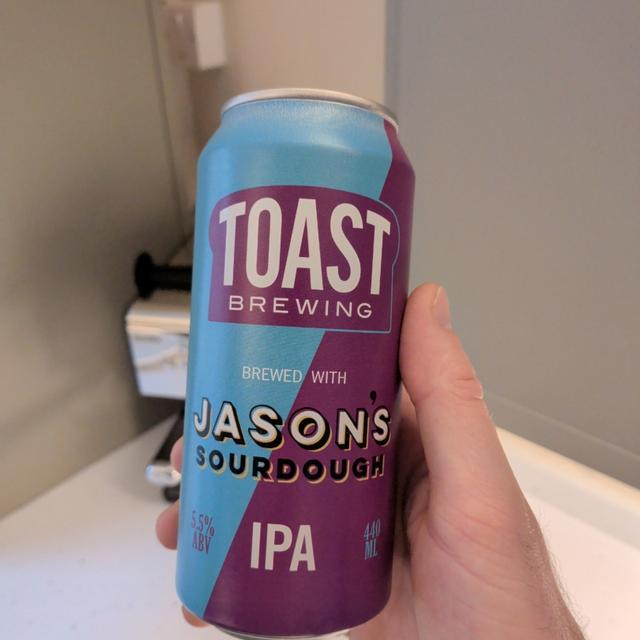 TOAST
BREWING
BREWED WITH
JASON'S
SOURDOUGH
5.5%
ABV
IPA
440
ML